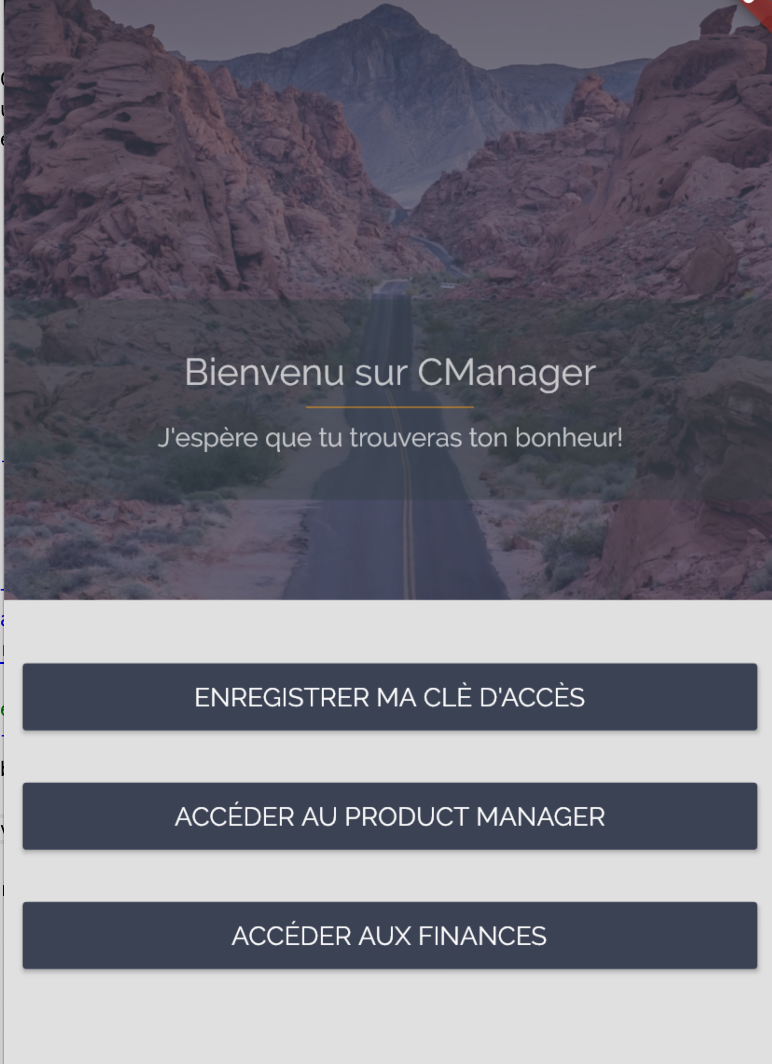 Bienvenu sur CManager
J'espère que tu trouveras ton bonheur!
ENREGISTRER MA CLÈ D'ACCÈS
ACCÉDER AU PRODUCT MANAGER
ACCÉDER AUX FINANCES